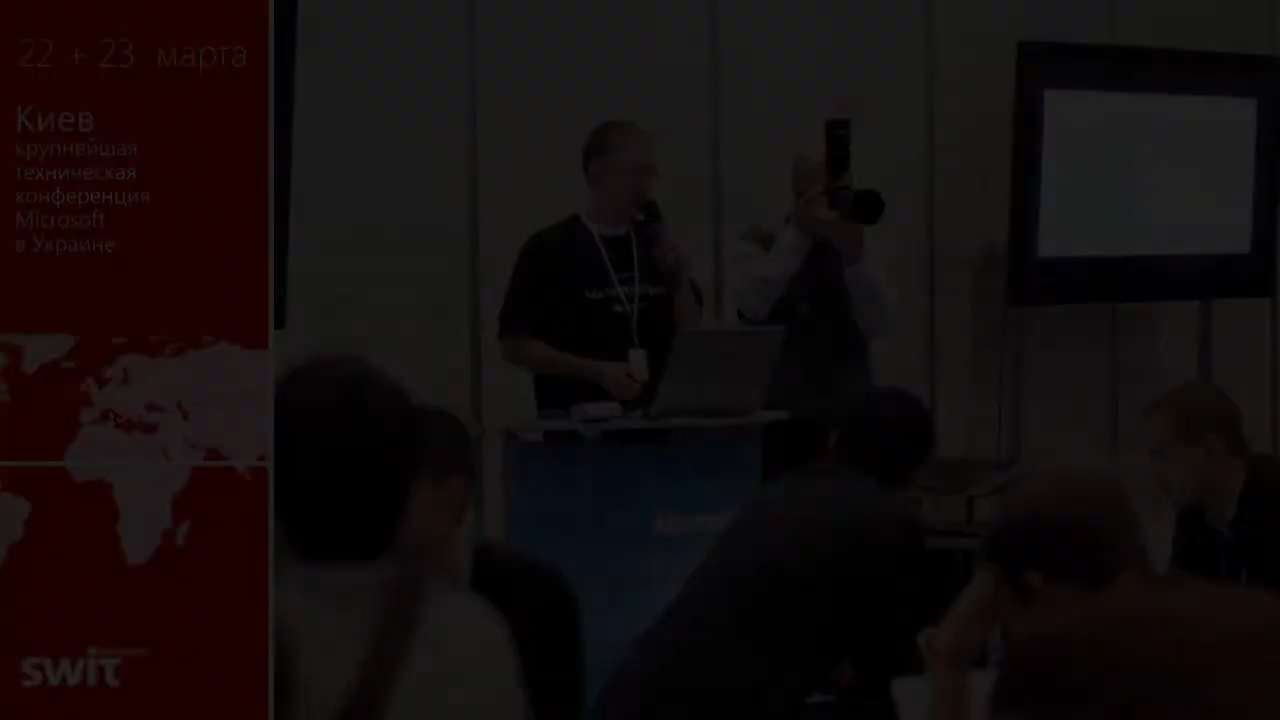 22 + 23 марта
Киев
крупнейшая
техническая
конференция
Microsoft
в Украине
swit